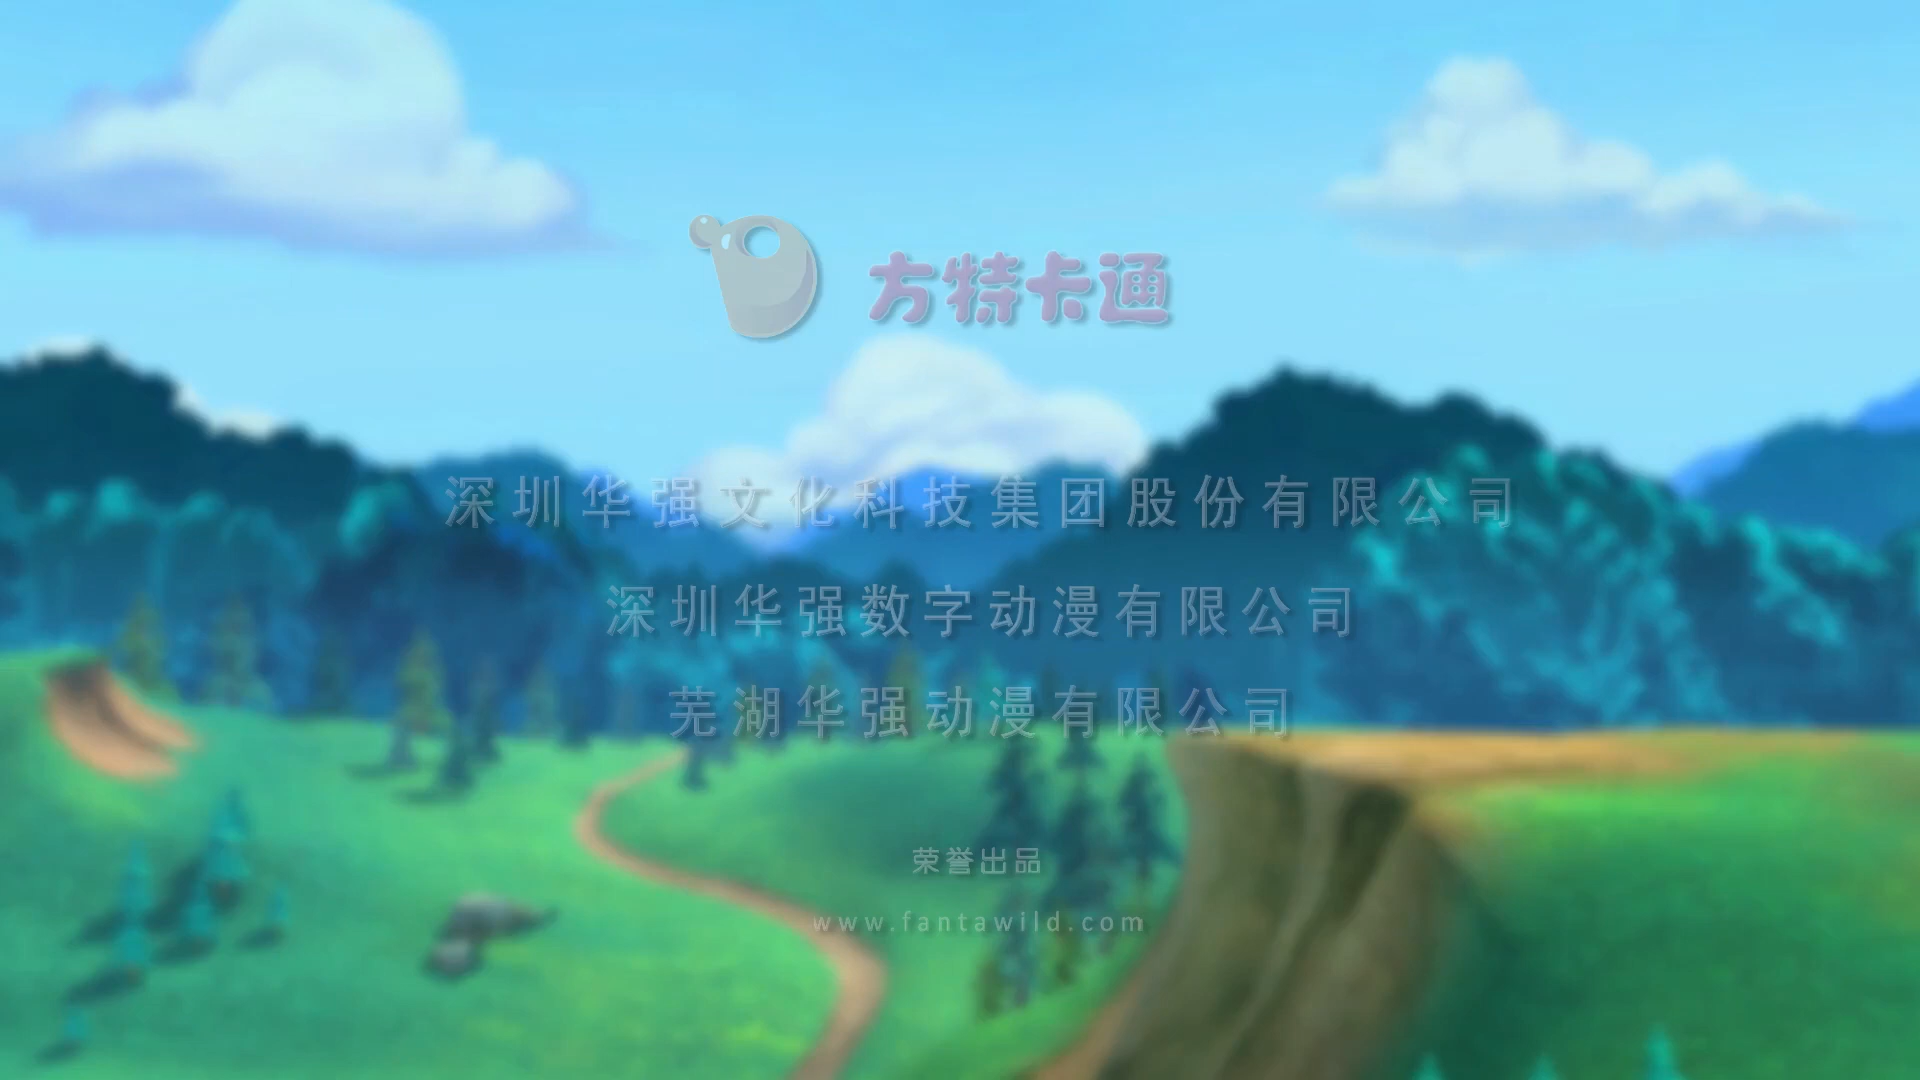 方特卡通
深圳华强文化科技集团股份有限公司
深圳华强数字动漫有限公司
芜湖华强动漫有限公司
荣誉出品
www.fantawild.com